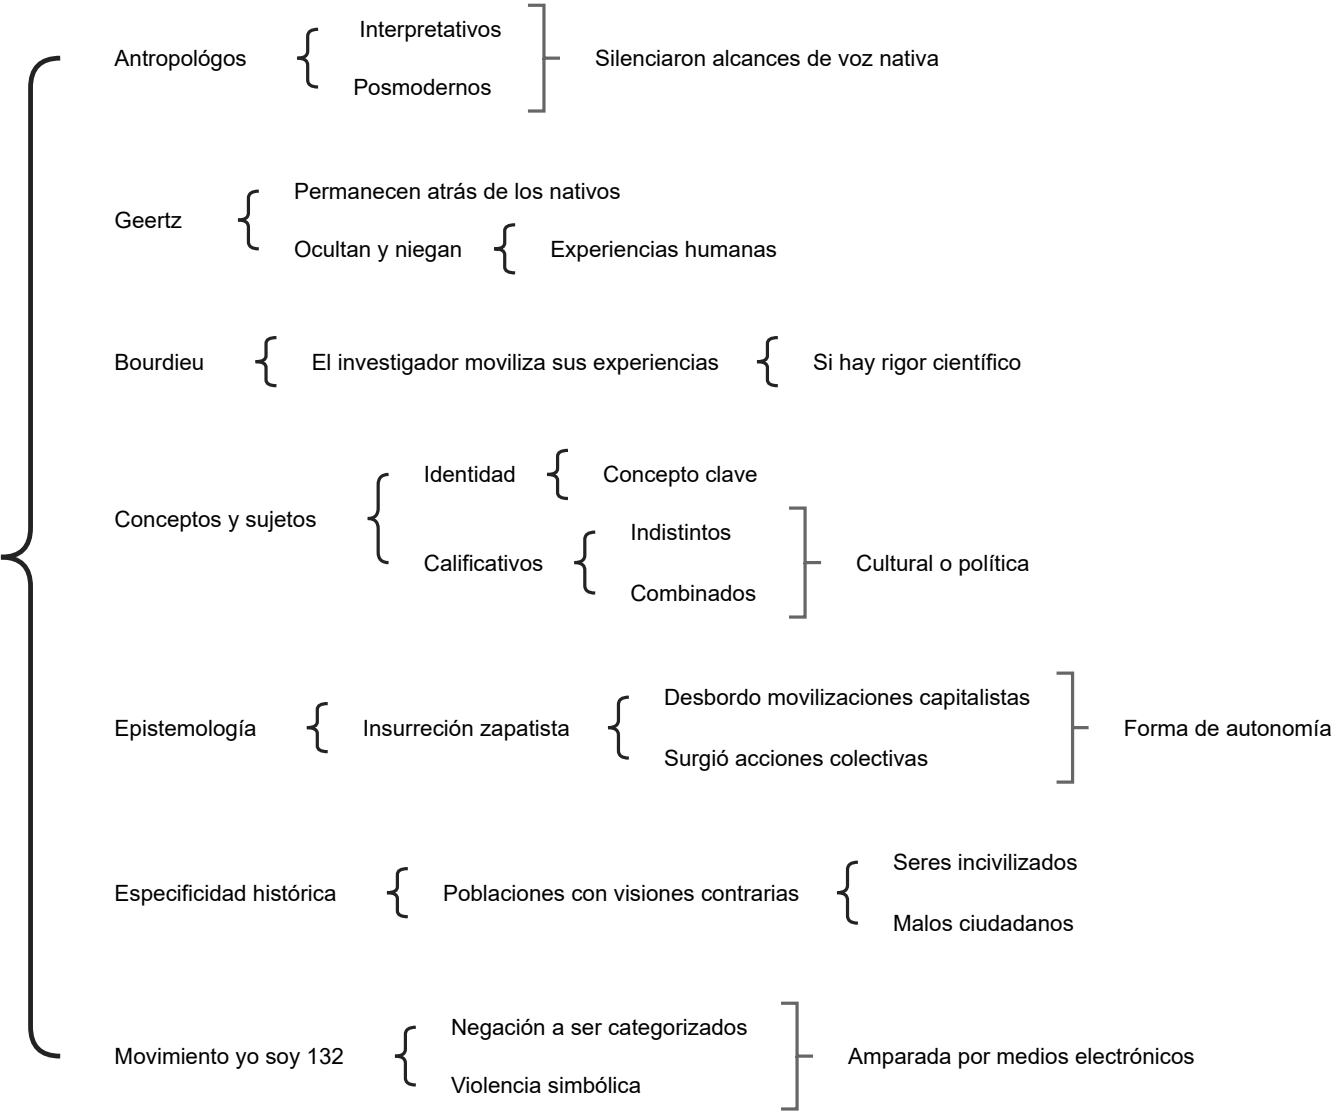 Antropológos
Interpretativos
Posmodernos
Silenciaron alcances de voz nativa
Geertz
Permanecen atrás de los nativos
Ocultan y niegan
Experiencias humanas
Bourdieu
El investigador moviliza sus experiencias
Si hay rigor científico
Conceptos y sujetos
Identidad
Concepto clave
Calificativos
Indistintos
Combinados
Cultural o política
Epistemología
Insurreción zapatista
Desbordo movilizaciones capitalistas
Surgió acciones colectivas
Forma de autonomía
Especificidad histórica
Poblaciones con visiones contrarias
Seres incivilizados
Malos ciudadanos
Movimiento yo soy 132
Negación a ser categorizados
Violencia simbólica
Amparada por medios electrónicos